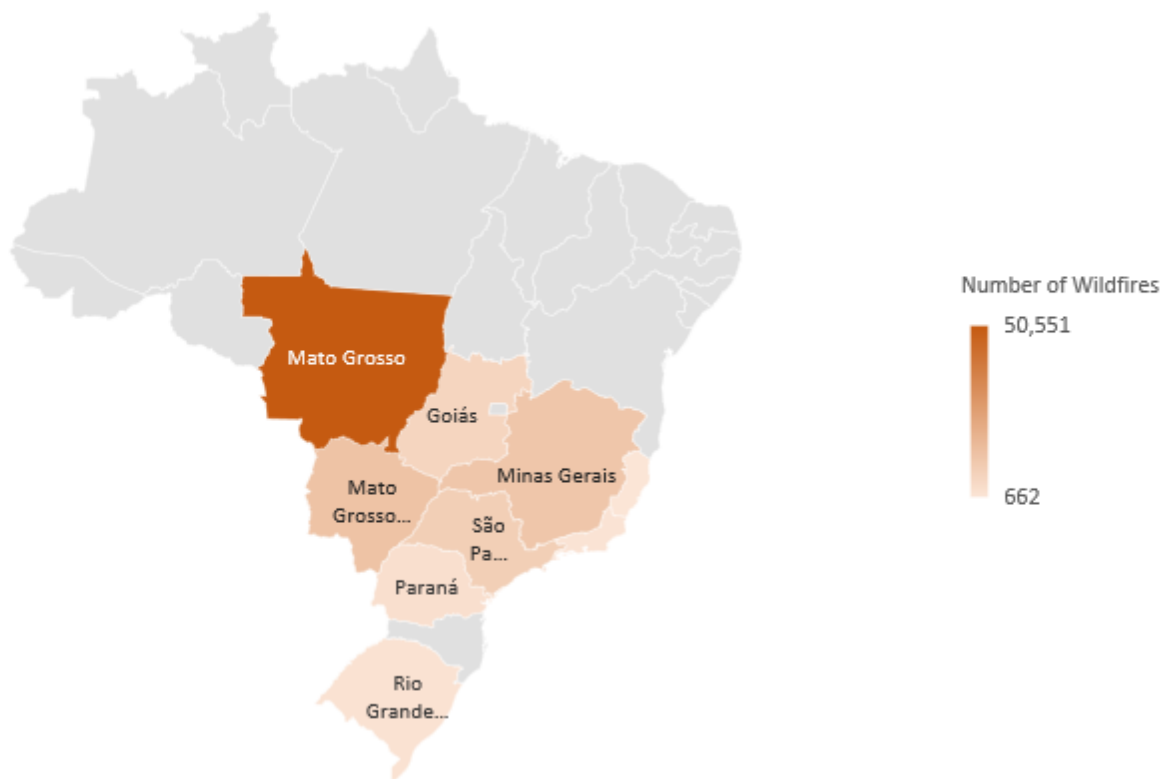 Number of Wildfires
50,551
662
Mato Grosso
Goiás
Minas Gerais
Mato
Grosso...
São
Pa...
Paraná
Rio
Grande...